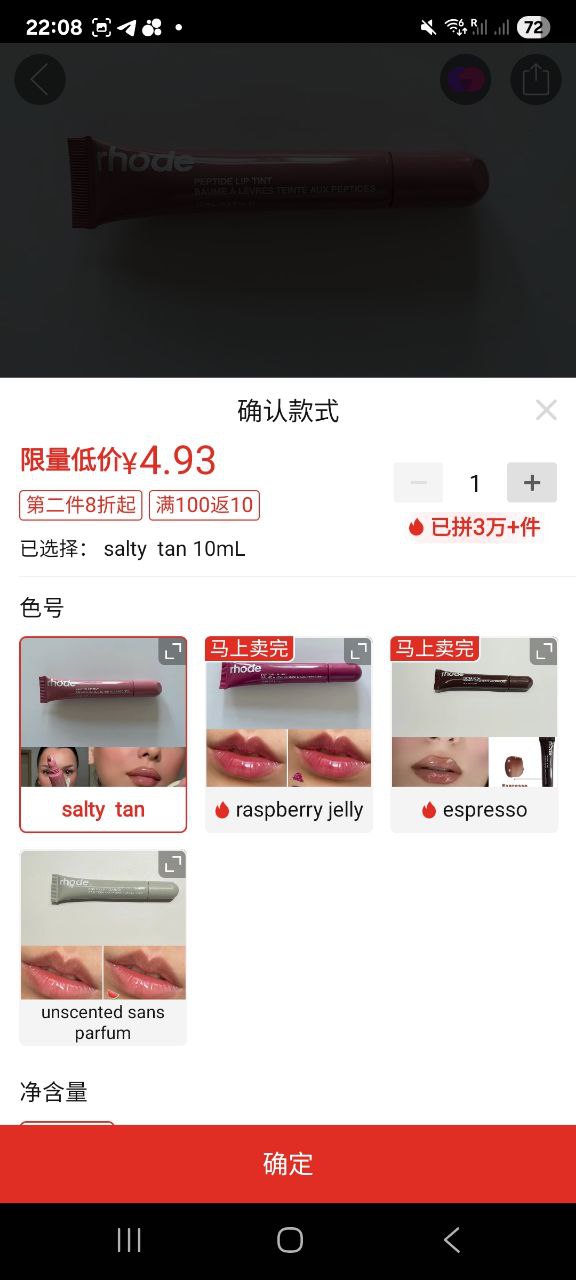 22:08
R
72
rhode
PEPTIDE LIP TINT
BAUME À LÈVRES TEINTÉ AUX PEPTIDES
确认款式
限量低价¥4.93
1
第二件8折起 满100返10
已拼3万+件
已选择： salty tan 10mL
色号
rhode
马上卖完
rhode
马上卖完
rhode
salty tan
raspberry jelly
espresso
rhode
unscented sans
parfum
净含量
确定